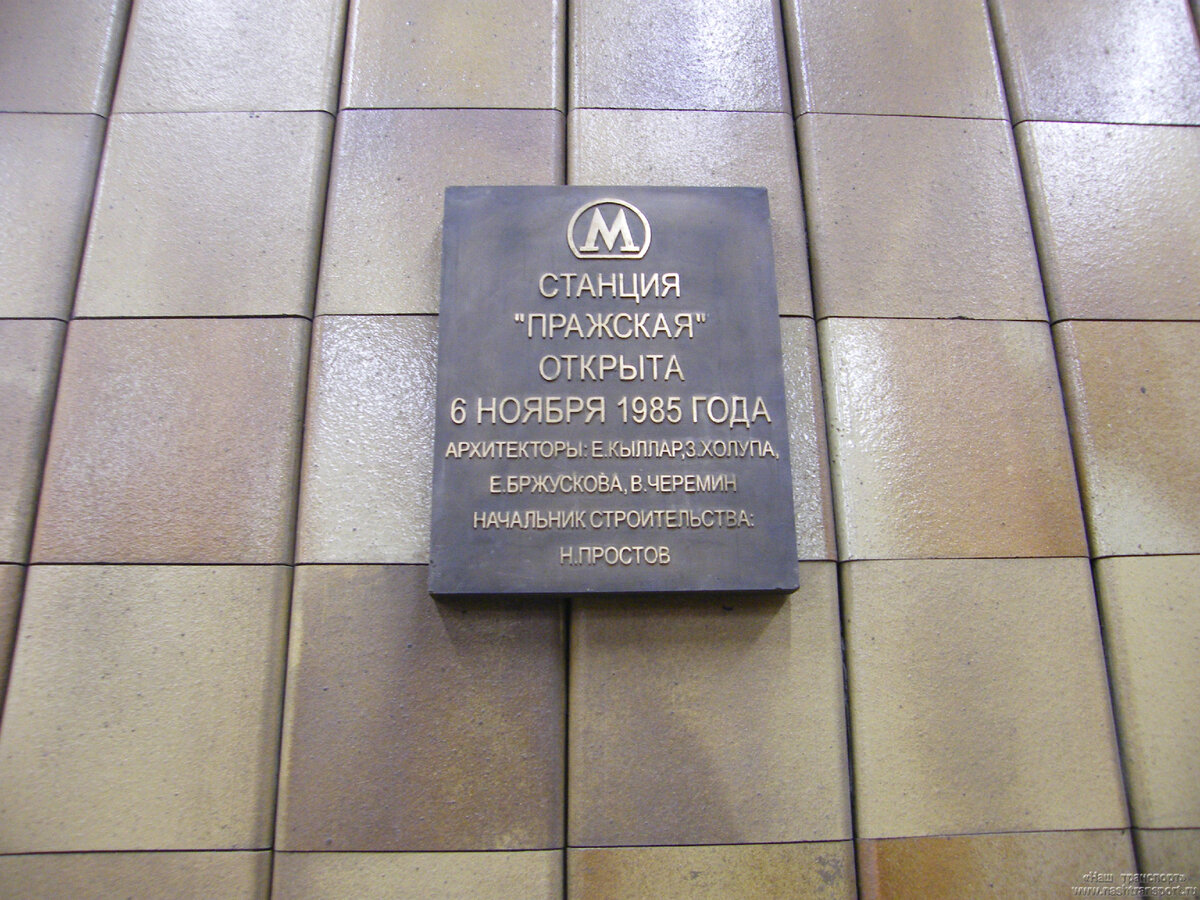 М
СТАНЦИЯ
"ПРАЖСКАЯ"
ОТКРЫТА
6 НОЯБРЯ 1985 ГОДА
АРХИТЕКТОРЫ: Е.КЫЛЛАР,З.ХОЛУПА,
Е.БРЖУСКОВА, В.ЧЕРЕМИН
НАЧАЛЬНИК СТРОИТЕЛЬСТВА:
Н.ПРОСТОВ
«Наш транспорт»
www.nashtransport.ru